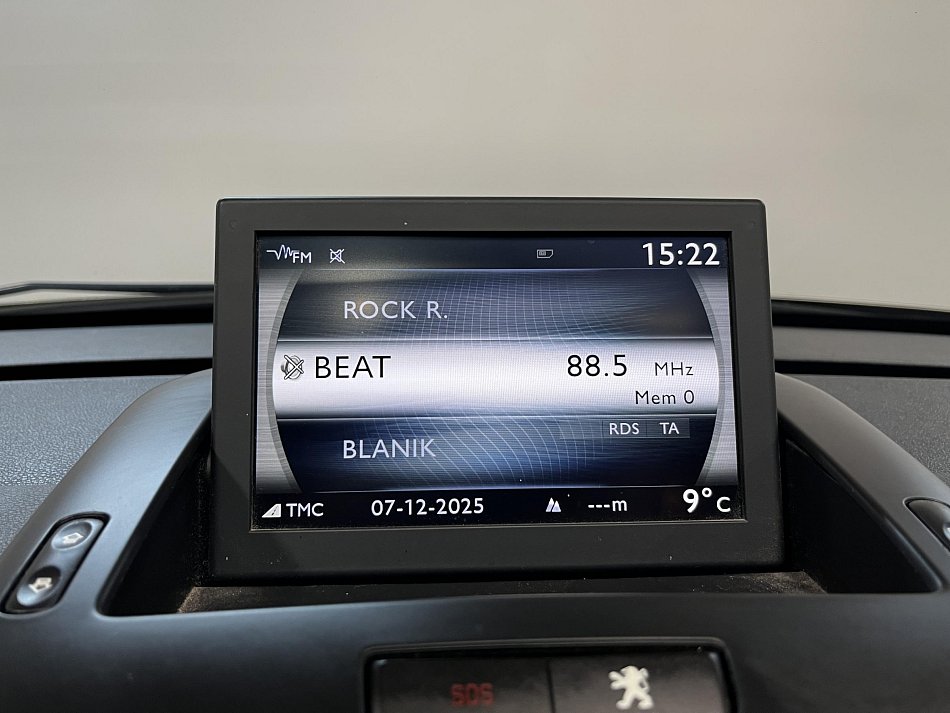 FM 15:22
ROCK R.
BEAT 88.5 MHz
Mem 0
RDS TA
BLANIK
TMC 07-12-2025 ---m 9°C
SOS